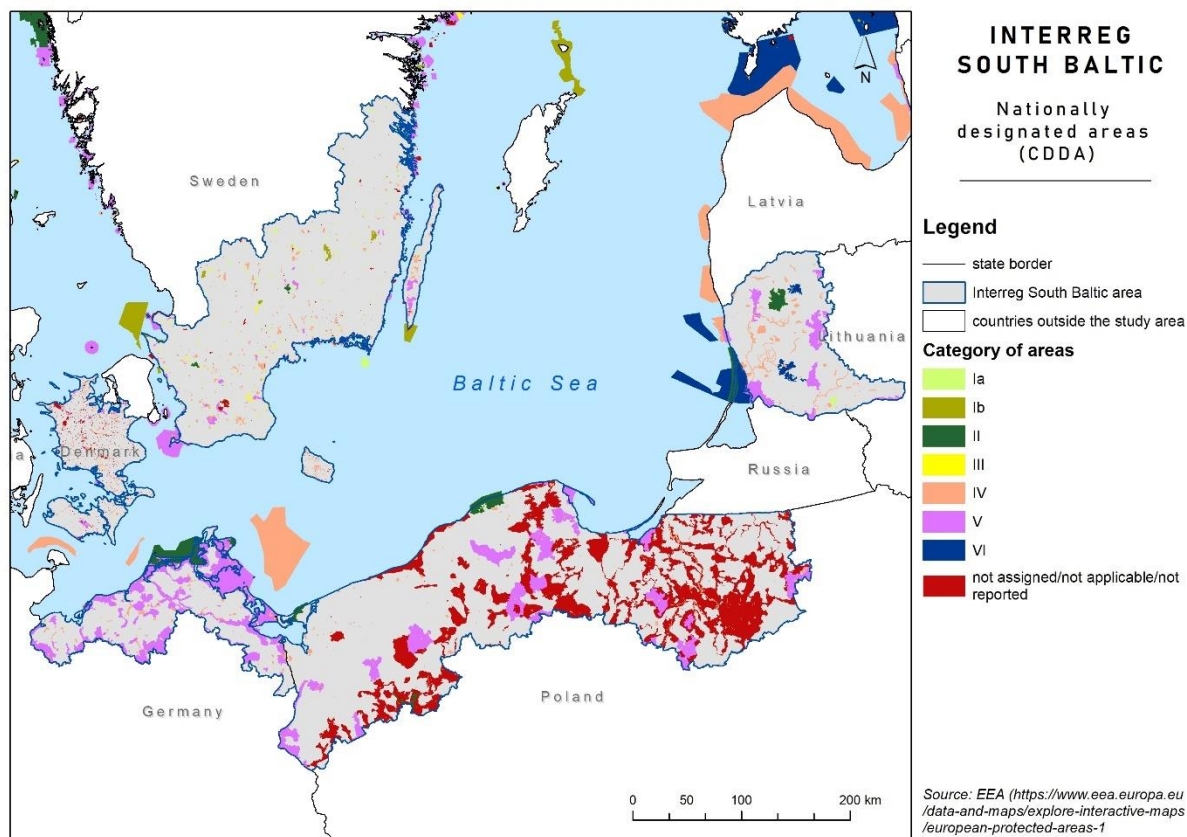 INTERREG
SOUTH BALTIC
Nationally
designated areas
(CDDA)
Legend
state border
Interreg South Baltic area
countries outside the study area
Category of areas
Ia
Ib
II
III
IV
V
VI
not assigned/not applicable/not
reported
Source: EEA (https://www.eea.europa.eu
/data-and-maps/explore-interactive-maps
/european-protected-areas-1
N
Sweden
Latvia
Lithuania
Baltic Sea
Denmark
ia
Russia
Germany
Poland
0 50 100 200 km